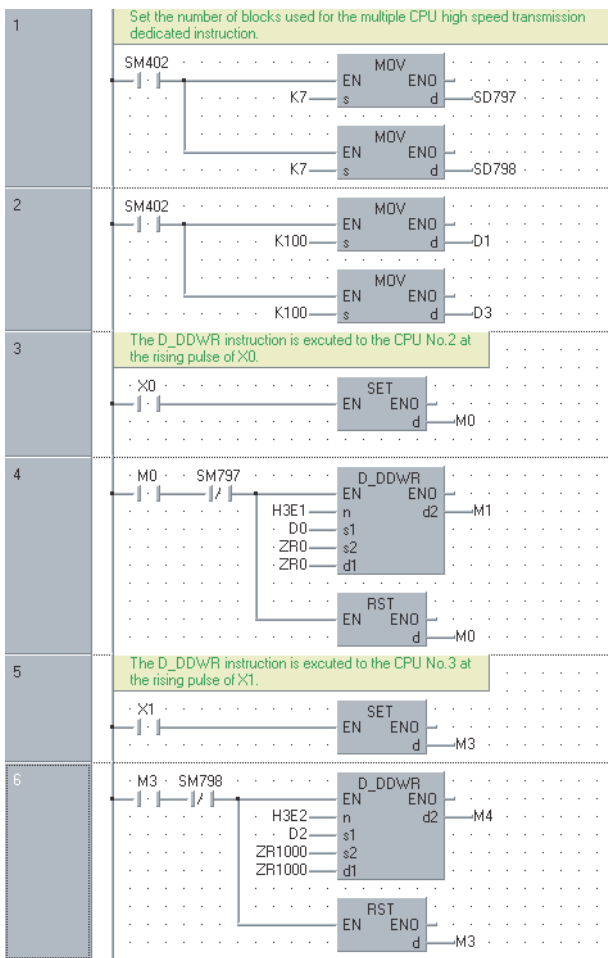 1
Set the number of blocks used for the multiple CPU high speed transmission
dedicated instruction.
SM402
MOV
EN ENO
K7 s d SD797
MOV
EN ENO
K7 s d SD798
2
SM402
MOV
EN ENO
K100 s d D1
MOV
EN ENO
K100 s d D3
3
The D_DDWR instruction is excuted to the CPU No.2 at
the rising pulse of X0.
X0
SET
EN ENO
d M0
4
M0 SM797
D_DDWR
EN ENO
H3E1 n d2 M1
D0 s1
ZR0 s2
ZR0 d1
RST
EN ENO
d M0
5
The D_DDWR instruction is excuted to the CPU No.3 at
the rising pulse of X1.
X1
SET
EN ENO
d M3
6
M3 SM798
D_DDWR
EN ENO
H3E2 n d2 M4
D2 s1
ZR1000 s2
ZR1000 d1
RST
EN ENO
d M3